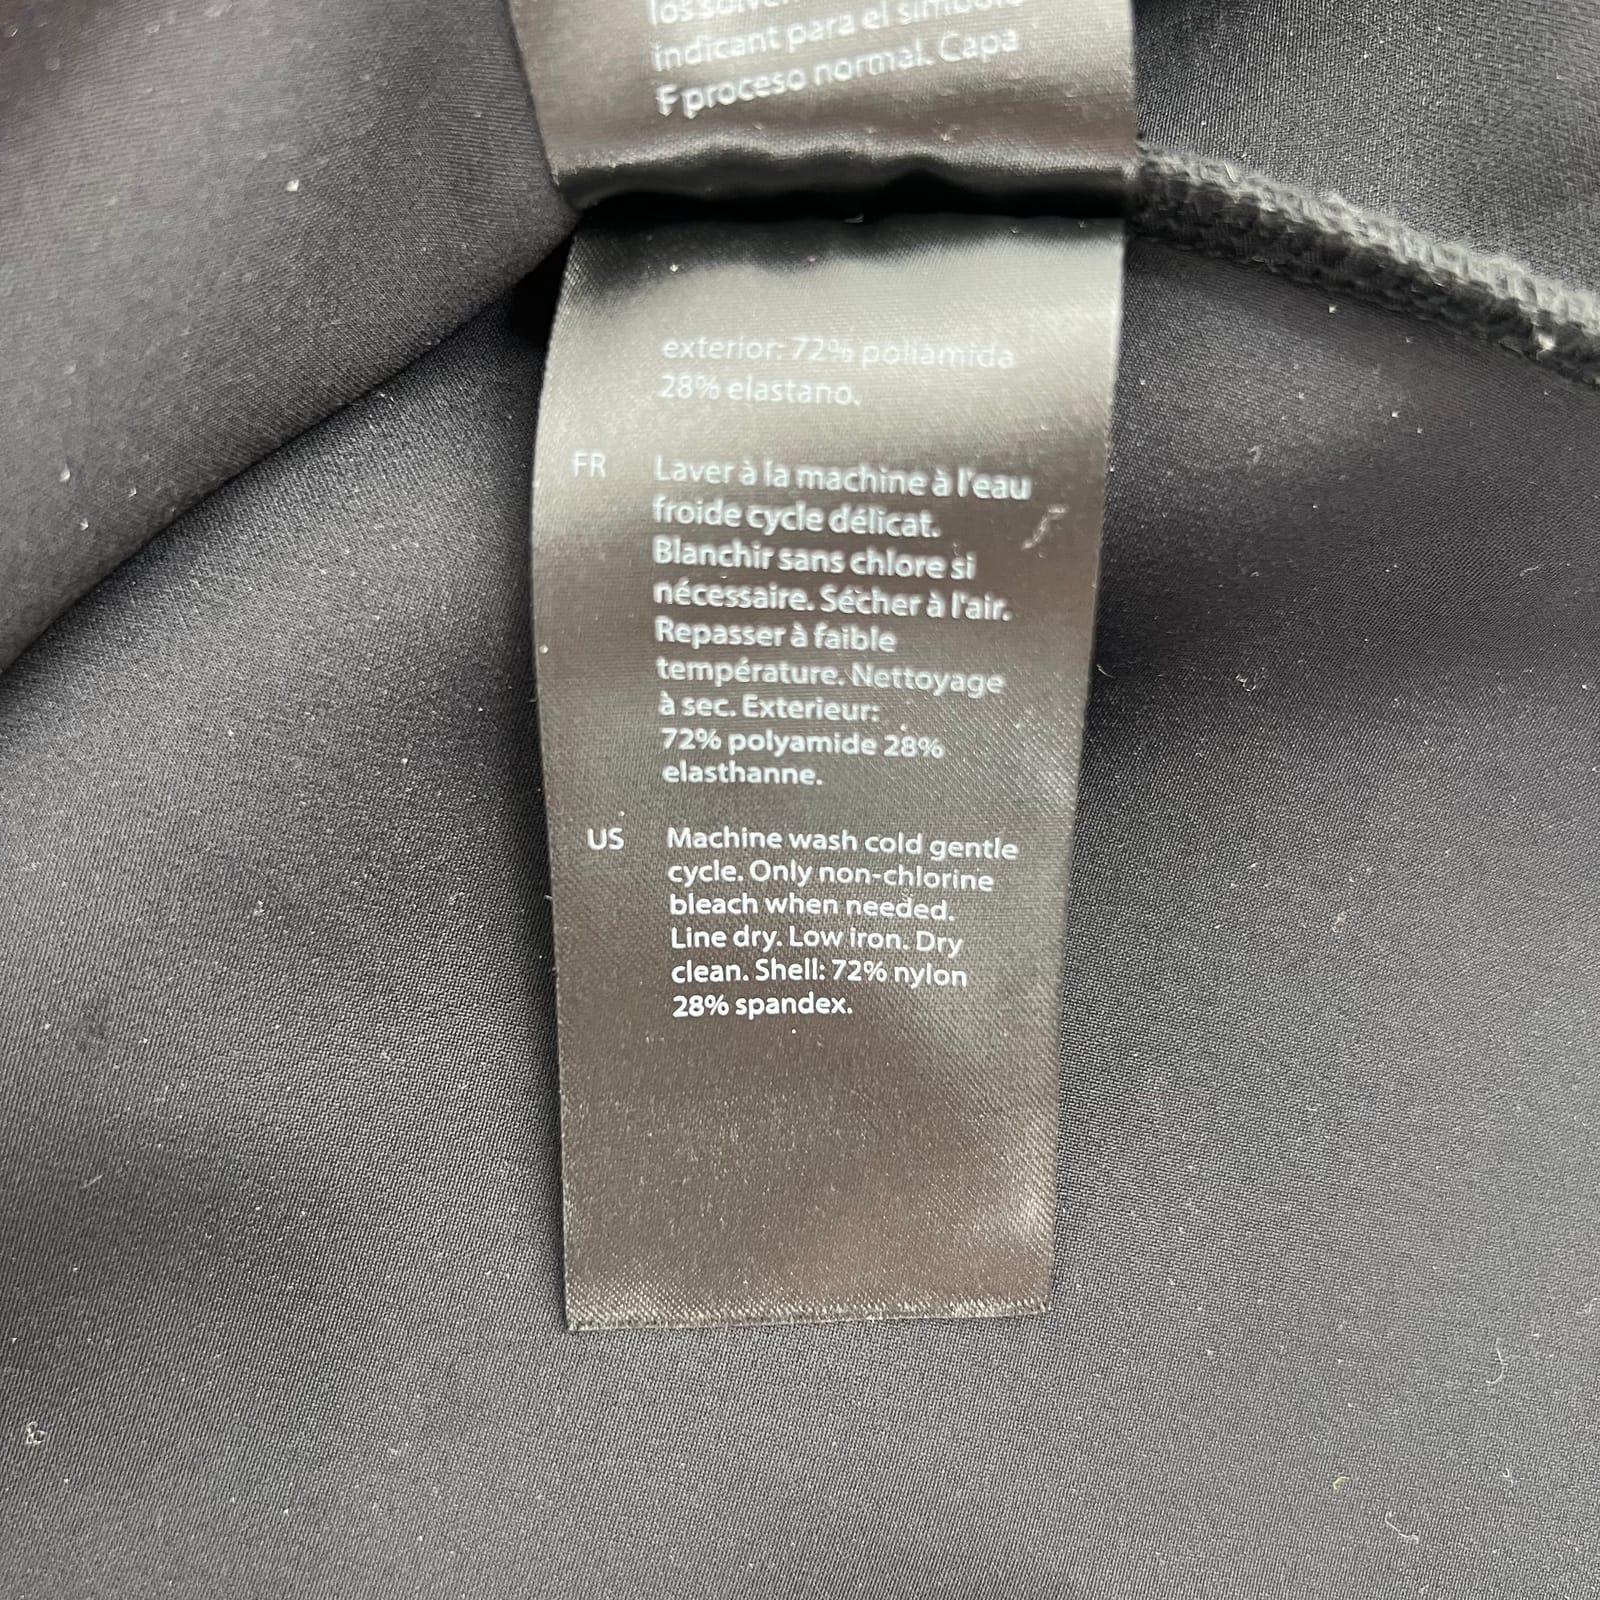 indicant para el símbolo
F proceso normal. Capa
exterior: 72% poliamida
28% elastano.
FR Laver à la machine à l'eau
froide cycle délicat.
Blanchir sans chlore si
nécessaire. Sécher à l'air.
Repasser à faible
température. Nettoyage
à sec. Exterieur:
72% polyamide 28%
elasthanne.
US Machine wash cold gentle
cycle. Only non-chlorine
bleach when needed.
Line dry. Low iron. Dry
clean. Shell: 72% nylon
28% spandex.